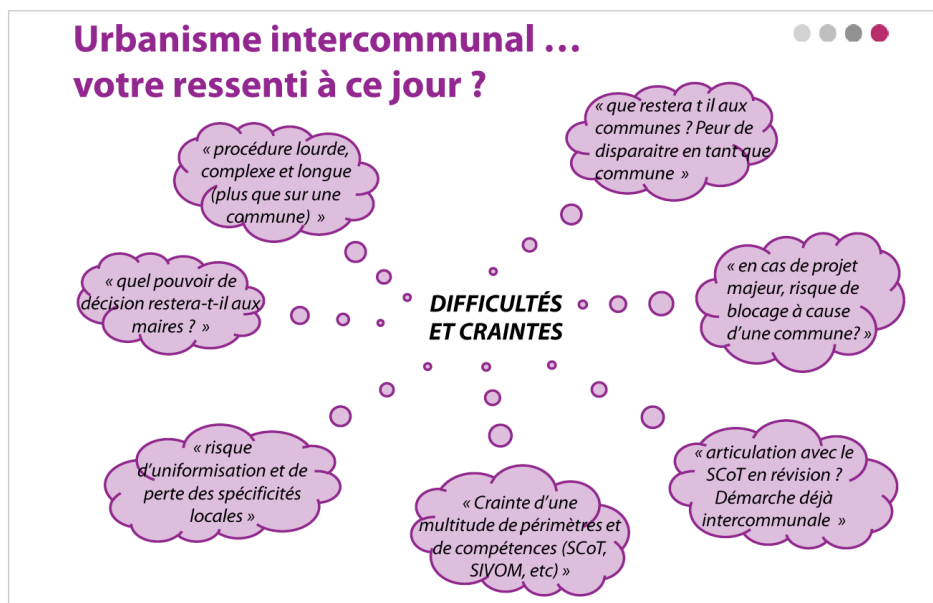 Urbanisme intercommunal …
votre ressenti à ce jour ?
« procédure lourde,
complexe et longue
(plus que sur une
commune) »
« que restera t il aux
communes ? Peur de
disparaitre en tant que
commune »
« quel pouvoir de
décision restera-t-il aux
maires ? »
DIFFICULTÉS
ET CRAINTES
« en cas de projet
majeur, risque de
blocage à cause
d’une commune? »
« risque
d’uniformisation et de
perte des spécificités
locales »
« Crainte d’une
multitude de périmètres et
de compétences (SCoT,
SIVOM, etc) »
« articulation avec le
SCoT en révision ?
Démarche déjà
intercommunale »